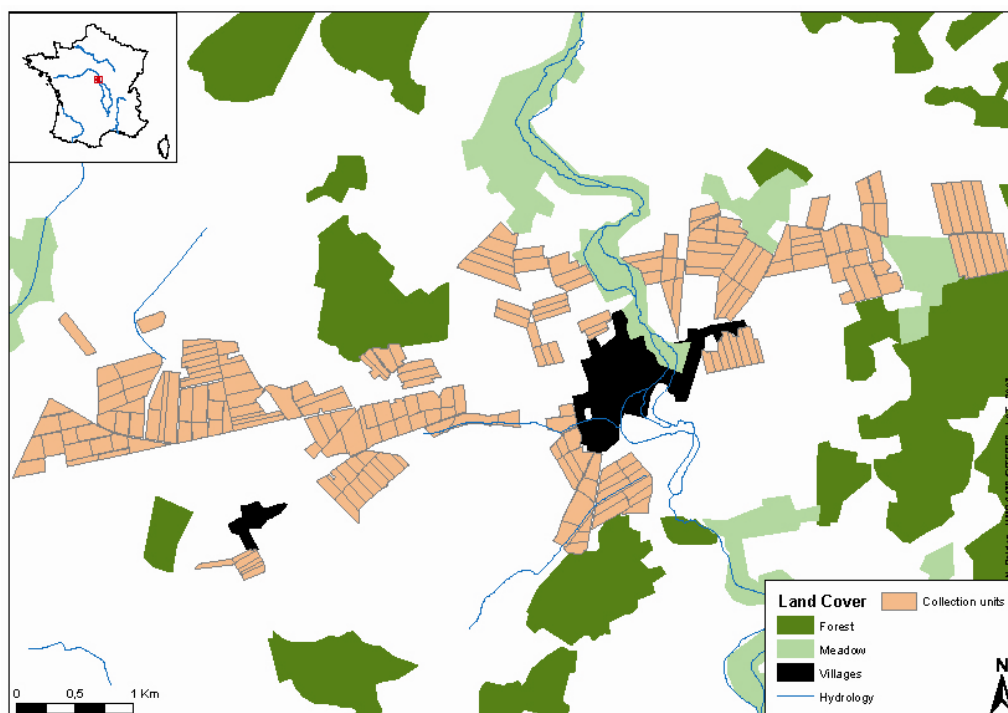 Land Cover
Collection units
Forest
Meadow
Villages
Hydrology
0 0,5 1 Km
N